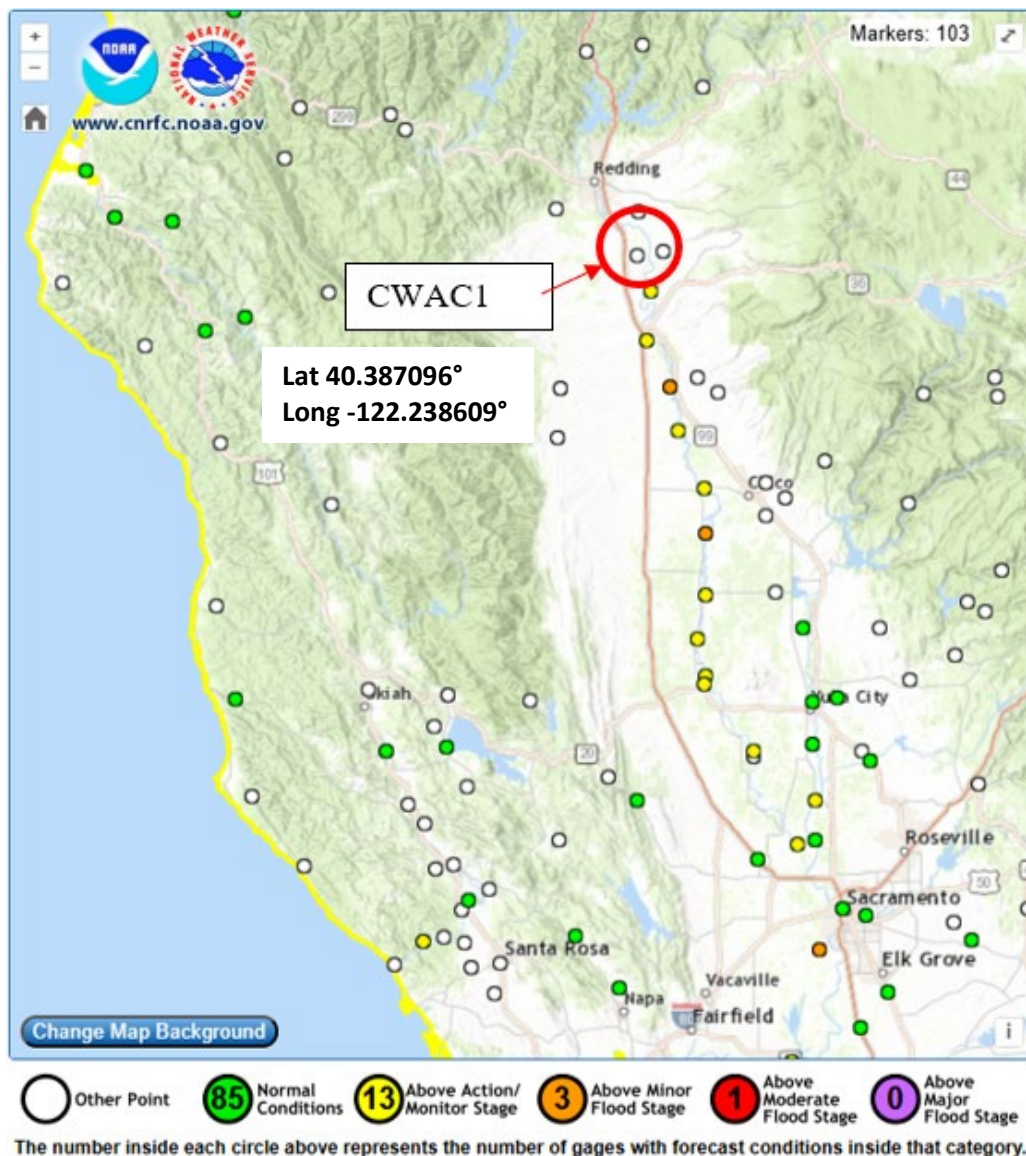 +
−
NOAA
NATIONAL WEATHER SERVICE
www.cnrfc.noaa.gov
Markers: 103
299
Redding
44
CWAC1
36
Lat 40.387096°
Long -122.238609°
99
101
Ukiah
20
Yuba City
Roseville
50
Sacramento
Santa Rosa
Elk Grove
Vacaville
Napa
Fairfield
80
Change Map Background
i
Other Point
85 Normal Conditions
13 Above Action/ Monitor Stage
3 Above Minor Flood Stage
1 Above Moderate Flood Stage
0 Above Major Flood Stage
The number inside each circle above represents the number of gages with forecast conditions inside that category.